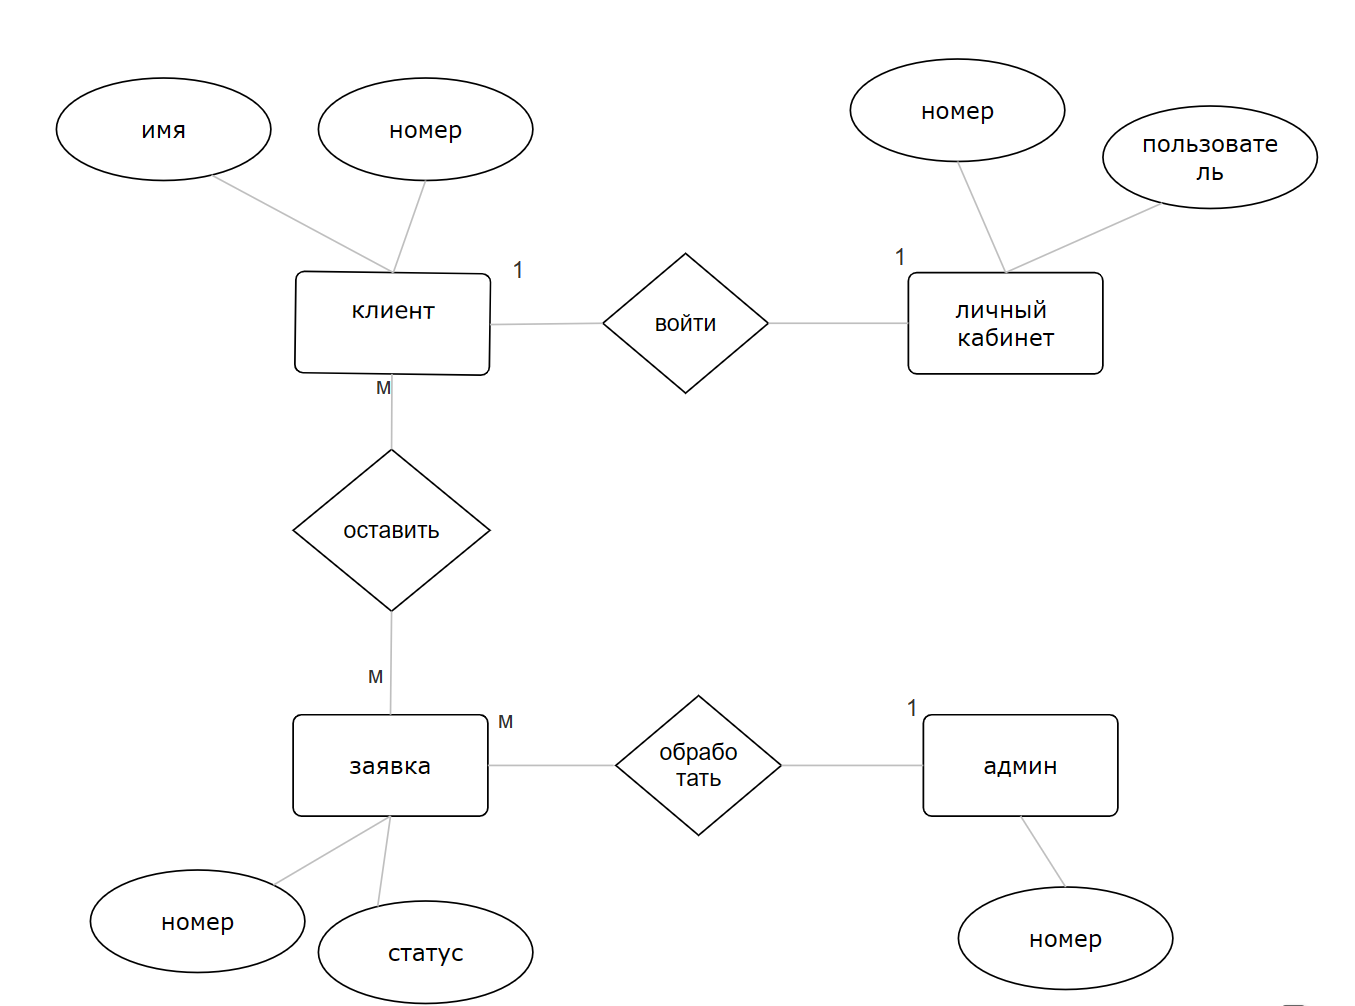 имя
номер
номер
пользовате
ль
клиент
1
войти
1
личный
кабинет
м
оставить
м
заявка
м
обрабо
тать
1
админ
номер
статус
номер